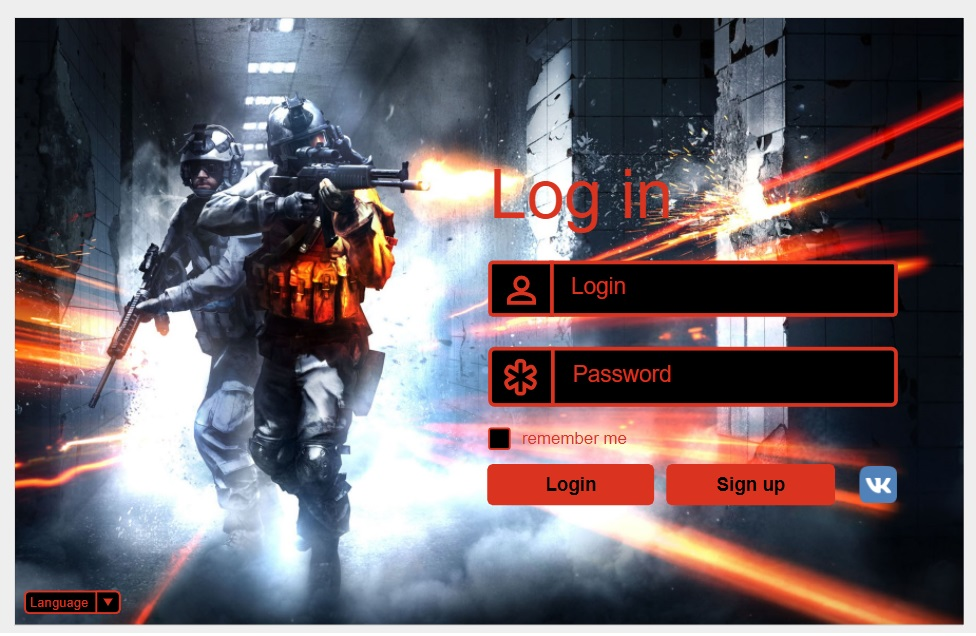 Log in
Login
Password
remember me
Login
Sign up
Language